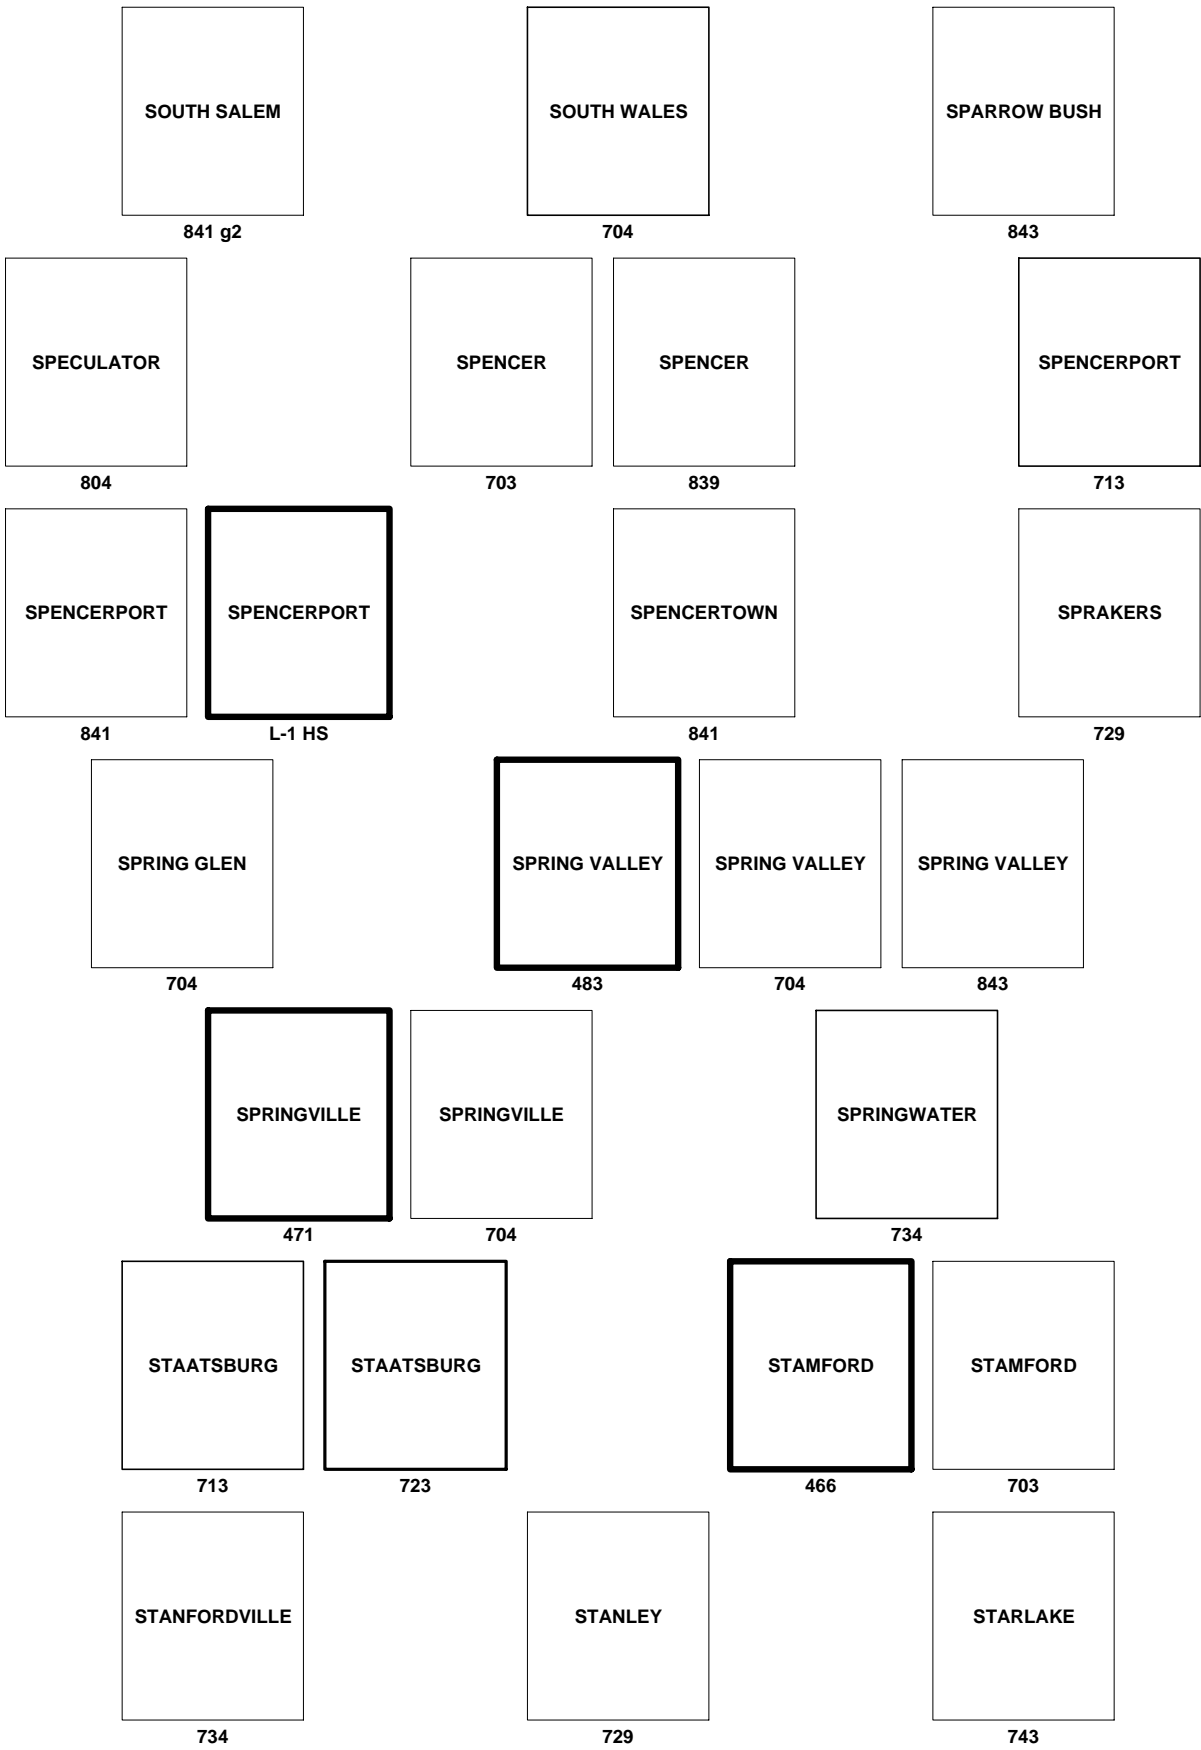 SOUTH SALEM SOUTH WALES SPARROW BUSH
841 g2 704 843
SPECULATOR SPENCER SPENCER SPENCERPORT
804 703 839 713
SPENCERPORT SPENCERPORT SPENCERTOWN SPRAKERS
841 L-1 HS 841 729
SPRING GLEN SPRING VALLEY SPRING VALLEY SPRING VALLEY
704 483 704 843
SPRINGVILLE SPRINGVILLE SPRINGWATER
471 704 734
STAATSBURG STAATSBURG STAMFORD STAMFORD
713 723 466 703
STANFORDVILLE STANLEY STARLAKE
734 729 743